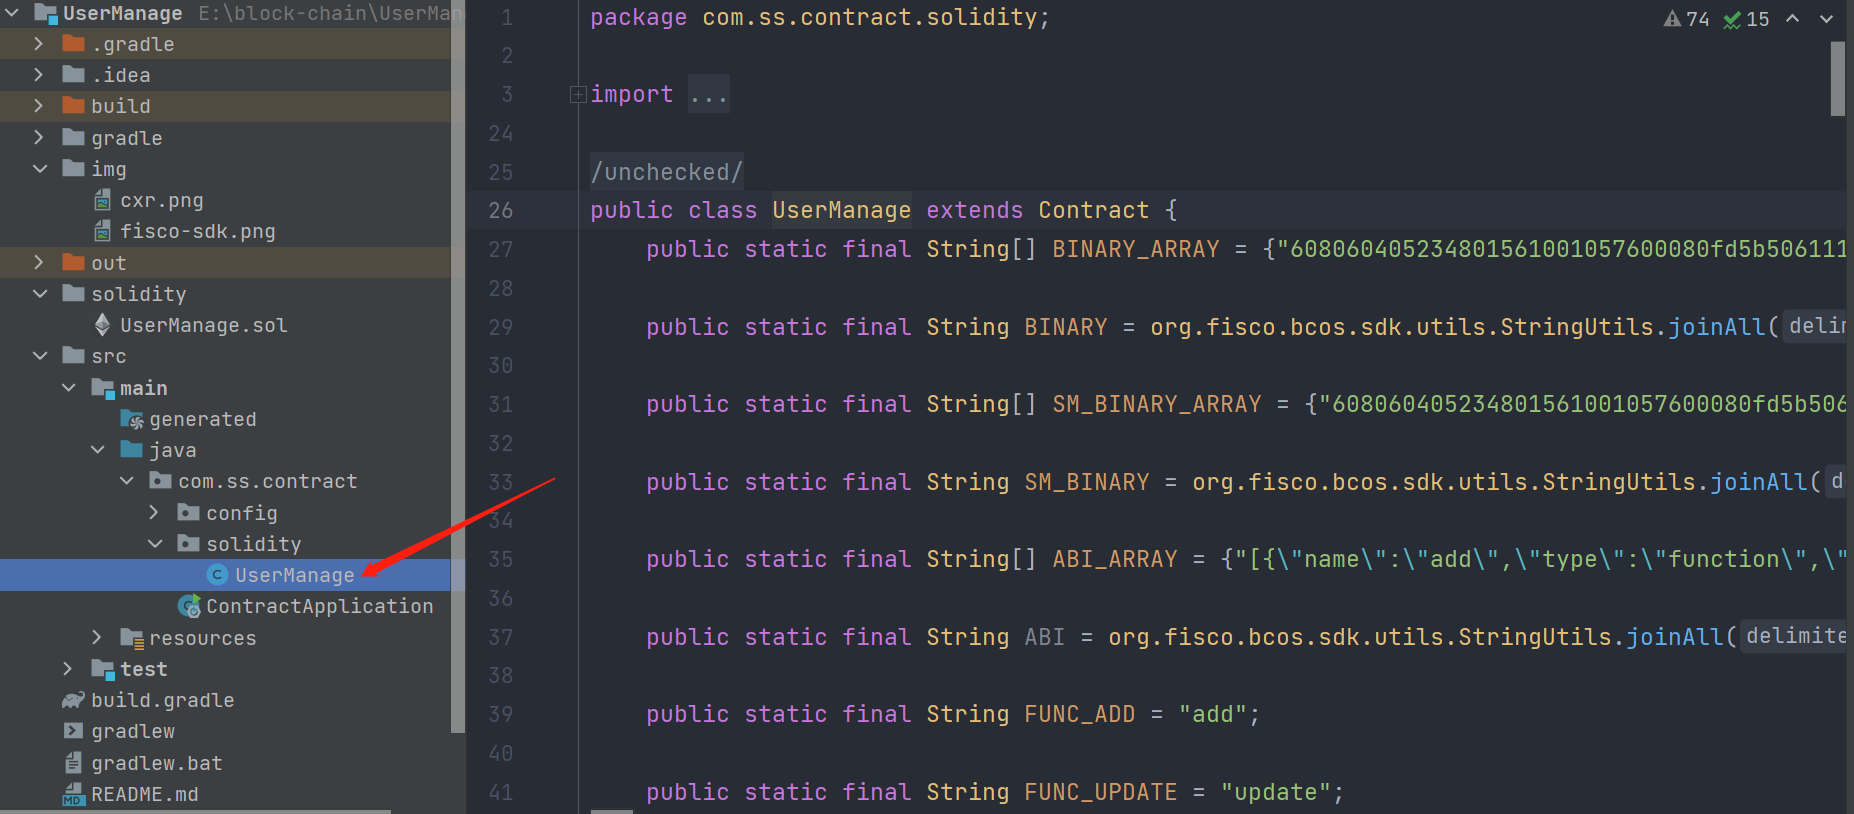 UserManage E:\block-chain\UserMan
.gradle
.idea
build
gradle
img
cxr.png
fisco-sdk.png
out
solidity
UserManage.sol
src
main
generated
java
com.ss.contract
config
solidity
UserManage
ContractApplication
resources
test
build.gradle
gradlew
gradlew.bat
README.md
74 15
1 package com.ss.contract.solidity;
2
3 import ...
24
25 /unchecked/
26 public class UserManage extends Contract {
27 public static final String[] BINARY_ARRAY = {"608060405234801561001057600080fd5b506111
28
29 public static final String BINARY = org.fisco.bcos.sdk.utils.StringUtils.joinAll( delim
30
31 public static final String[] SM_BINARY_ARRAY = {"608060405234801561001057600080fd5b506
32
33 public static final String SM_BINARY = org.fisco.bcos.sdk.utils.StringUtils.joinAll( d
34
35 public static final String[] ABI_ARRAY = {"[{\"name\":\"add\",\"type\":\"function\",\"
36
37 public static final String ABI = org.fisco.bcos.sdk.utils.StringUtils.joinAll( delimite
38
39 public static final String FUNC_ADD = "add";
40
41 public static final String FUNC_UPDATE = "update";